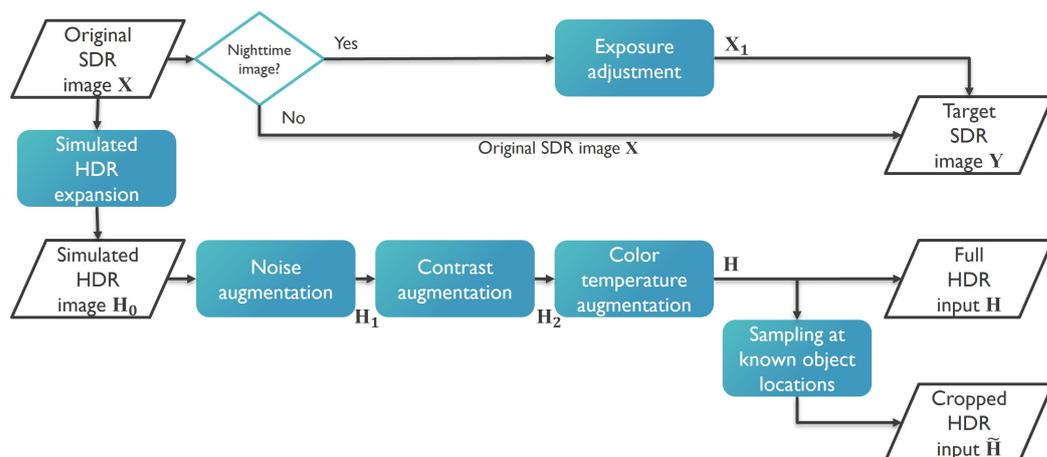 Original
SDR
image X
Nighttime
image?
Yes
Exposure
adjustment
X₁
No
Original SDR image X
Target
SDR
image Y
Simulated
HDR
expansion
Simulated
HDR
image H₀
Noise
augmentation
H₁
Contrast
augmentation
H₂
Color
temperature
augmentation
H
Full
HDR
input H
Sampling at
known object
locations
Cropped
HDR
input H̃